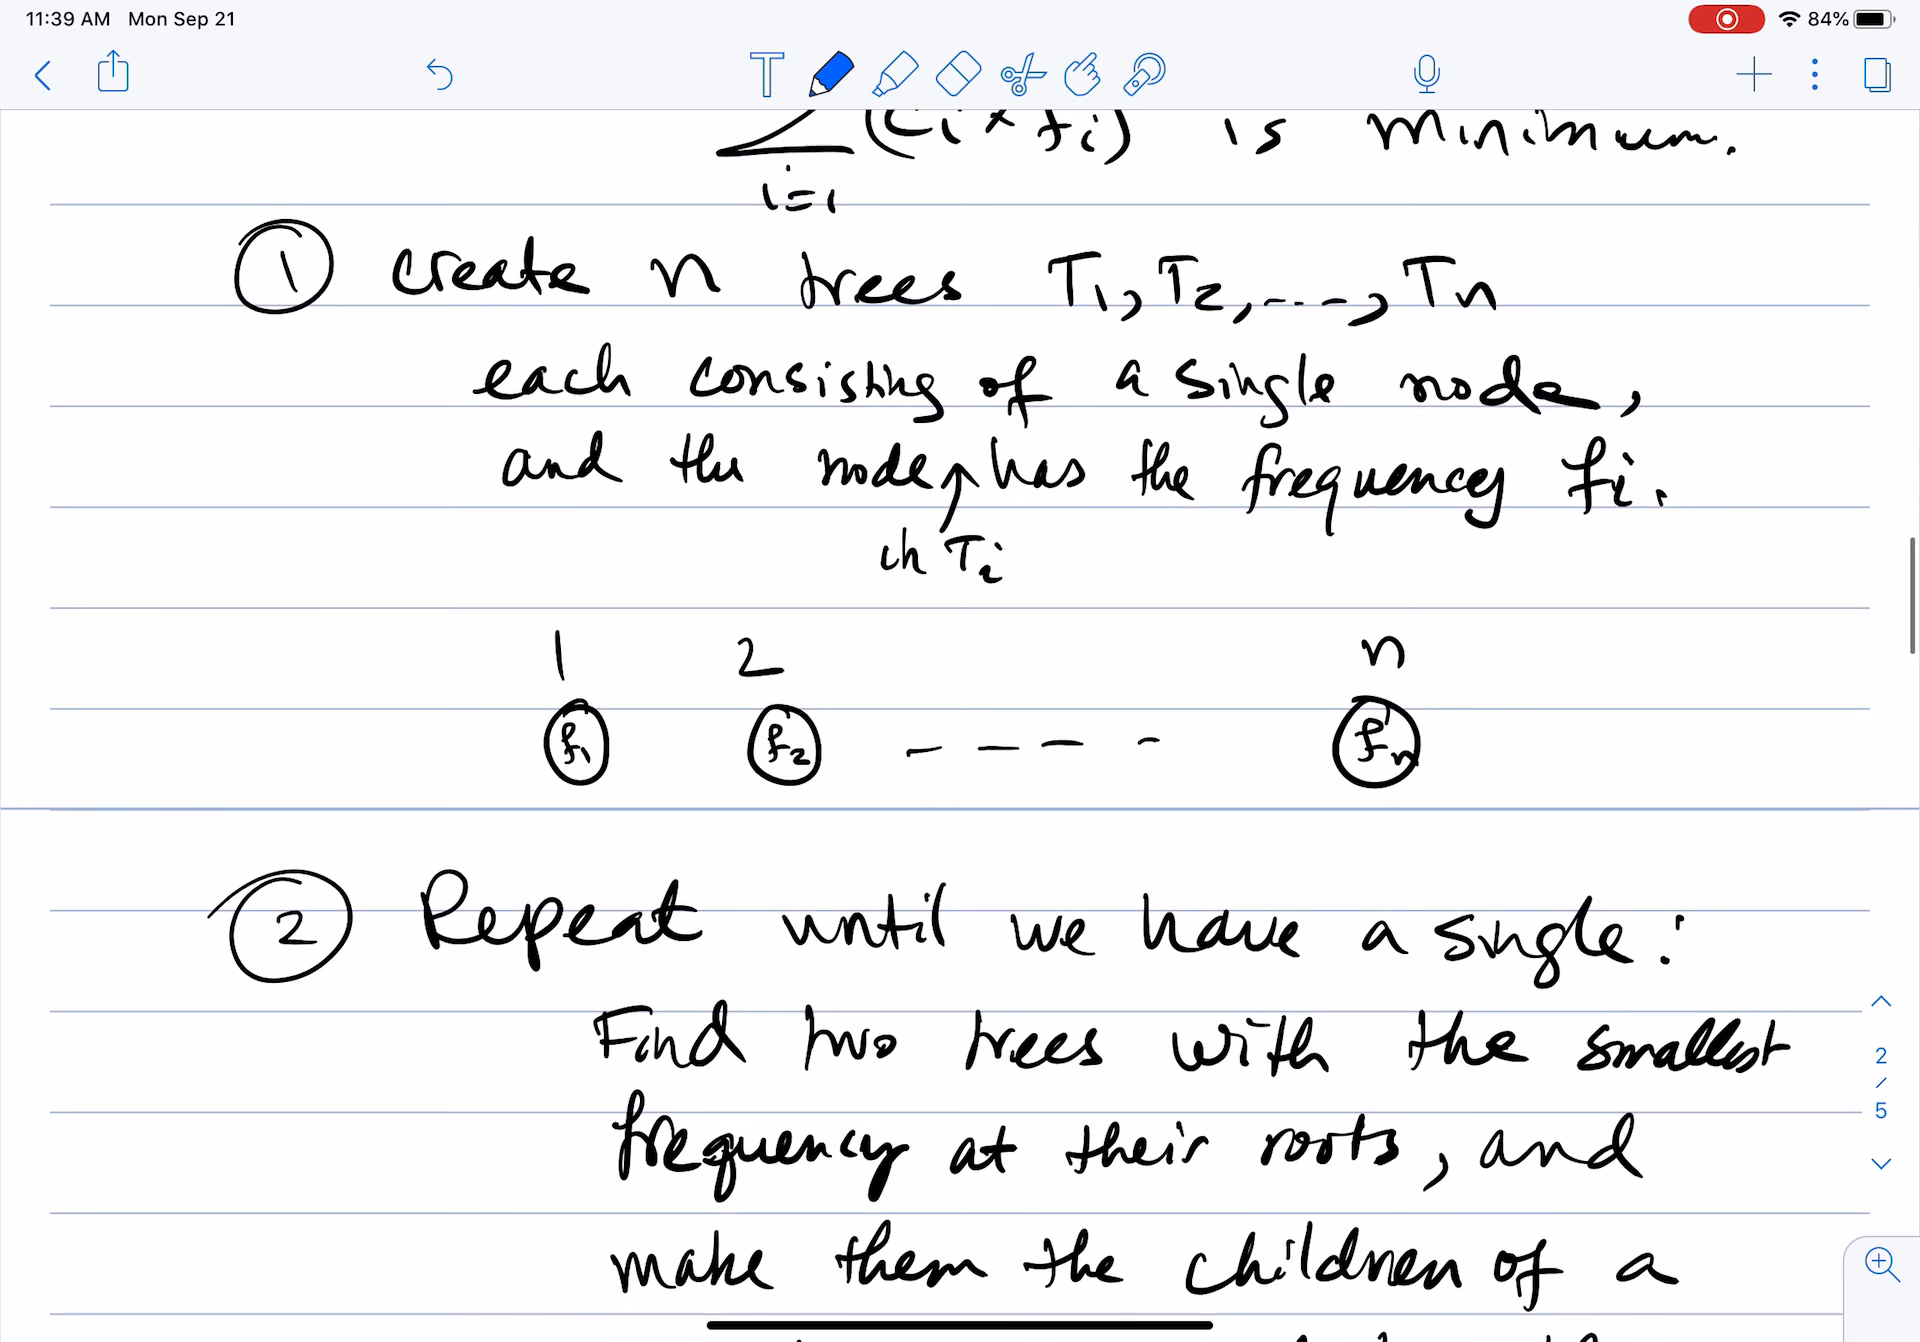 11:39 AM Mon Sep 21 84%
T
∑ (Ci × fi) is minimum.
i=1
1 create n trees T1, T2, ----, Tn
each consisting of a single node,
and the node has the frequency fi.
in Ti
1 2 n
f1 f2 - - - - fn
2 Repeat until we have a single:
Find two trees with the smallest
2
/
5
frequency at their roots, and
make them the children of a